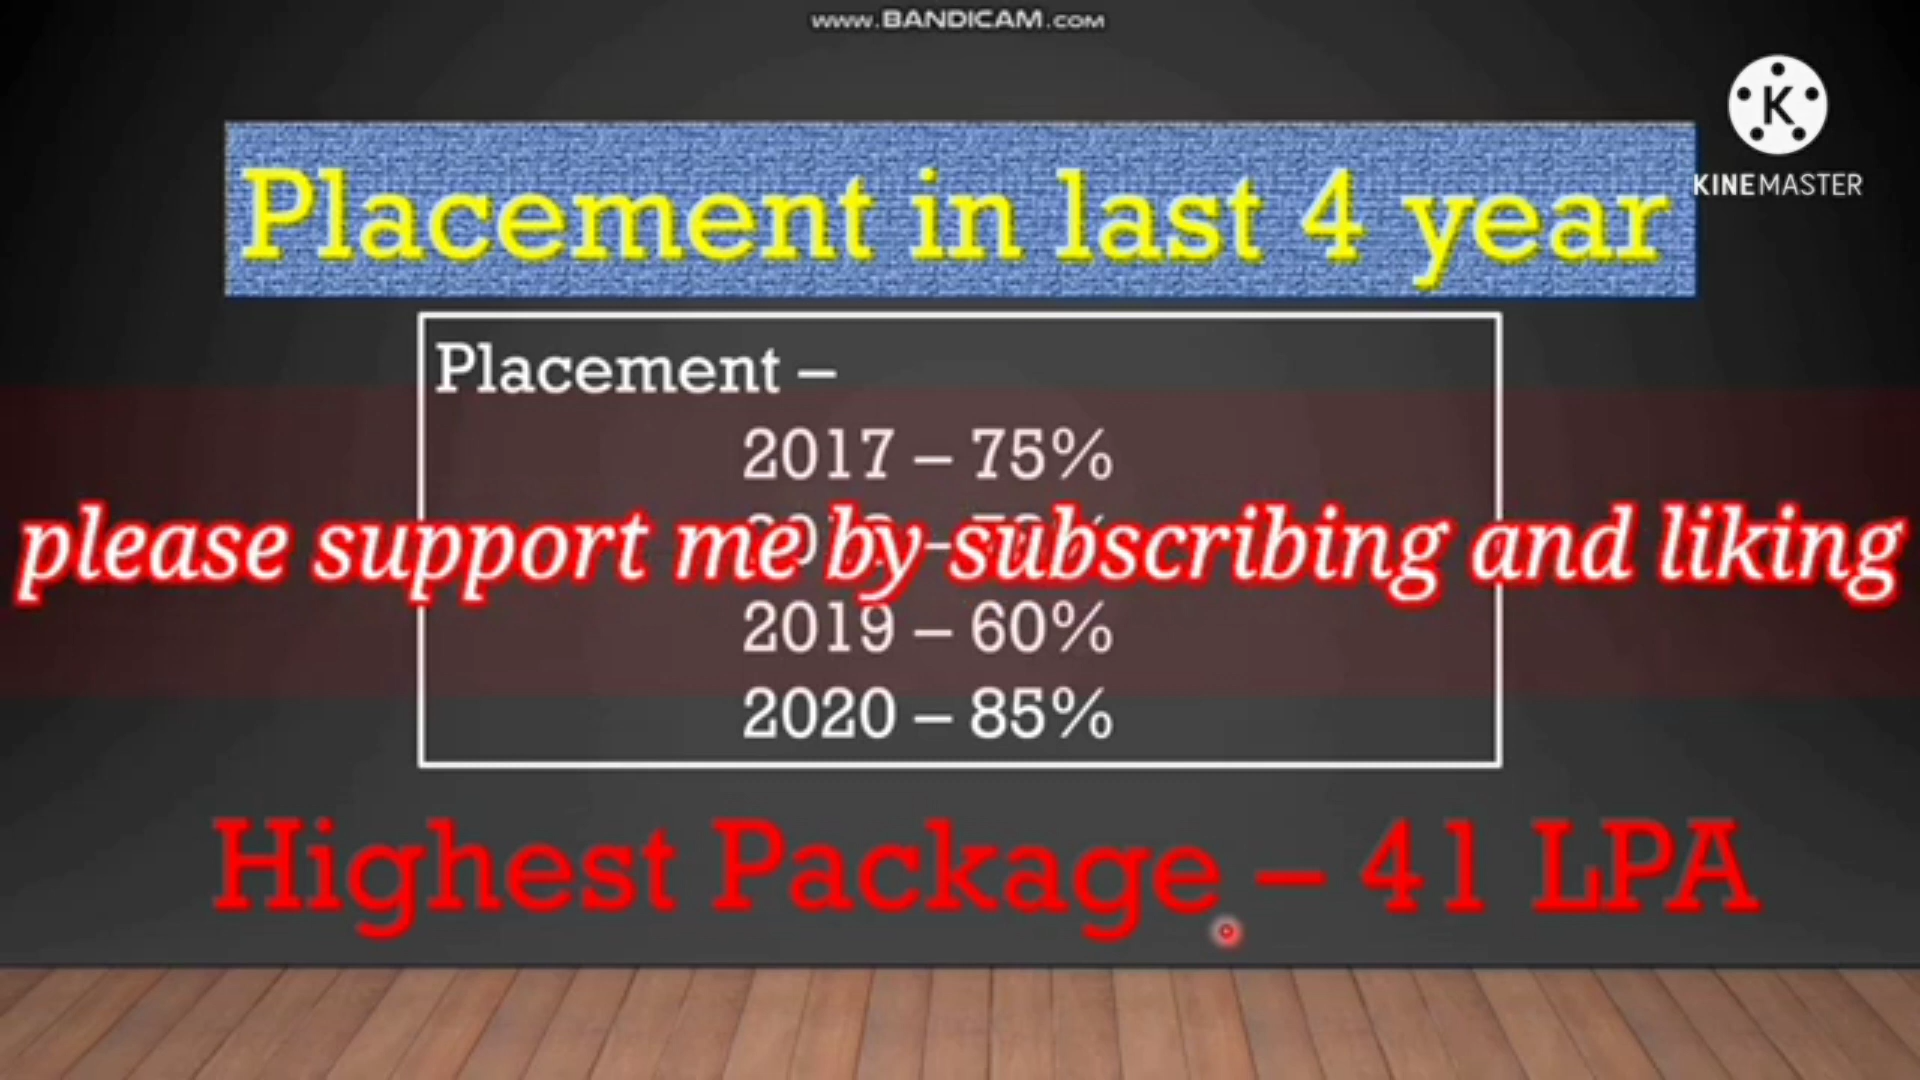 www.BANDICAM.com
KINEMASTER
Placement in last 4 year
Placement –
2017 – 75%
please support me by subscribing and liking
2019 – 60%
2020 – 85%
Highest Package – 41 LPA